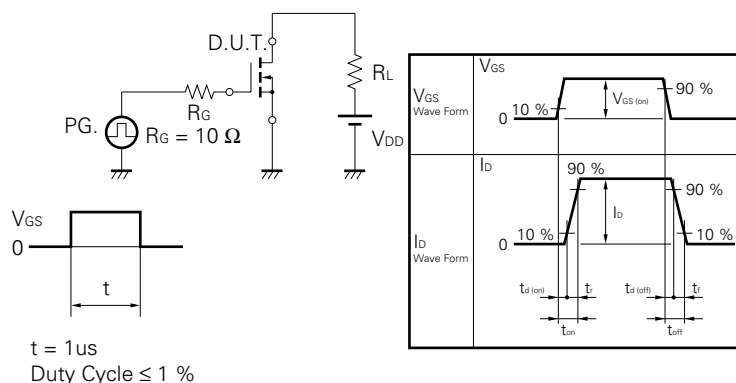 D.U.T.
RL
RG
PG.
RG = 10 Ω
VDD
VGS
0
t
t = 1us
Duty Cycle ≤ 1 %
VGS
Wave Form
VGS
10 %
VGS (on)
90 %
0
ID
Wave Form
ID
90 %
90 %
ID
10 %
10 %
0
td (on)
tr
td (off)
tf
ton
toff